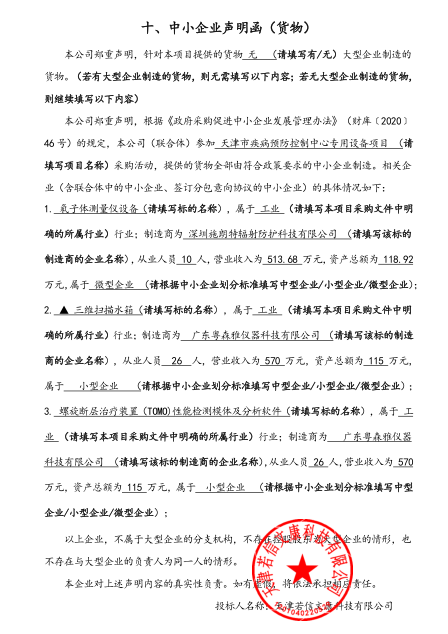 十、中小企业声明函（货物）
本公司郑重声明，针对本项目提供的货物 无 （请填写有/无）大型企业制造的
货物。（若有大型企业制造的货物，则无需填写以下内容；若无大型企业制造的货物，
则继续填写以下内容）
本公司郑重声明，根据《政府采购促进中小企业发展管理办法》（财库〔2020〕
46 号）的规定，本公司（联合体）参加 天津市疾病预防控制中心专用设备项目 （请
填写项目名称）采购活动，提供的货物全部由符合政策要求的中小企业制造。相关企
业（含联合体中的中小企业、签订分包意向协议的中小企业）的具体情况如下：
1. 氡子体测量仪设备（请填写标的名称），属于 工业 （请填写本项目采购文件中明
确的所属行业）行业；制造商为 深圳施朗特辐射防护科技有限公司（请填写该标的
制造商的企业名称），从业人员 10 人，营业收入为 513.68 万元，资产总额为 118.92
万元，属于 微型企业 （请根据中小企业划分标准填写中型企业/小型企业/微型企业）；
2. ▲ 三维扫描水箱（请填写标的名称），属于 工业 （请填写本项目采购文件中明
确的所属行业）行业；制造商为 广东粤森雅仪器科技有限公司（请填写该标的制造
商的企业名称），从业人员 26 人，营业收入为 570 万元，资产总额为 115 万元，
属于 小型企业 （请根据中小企业划分标准填写中型企业/小型企业/微型企业）；
3. 螺旋断层治疗装置（TOMO)性能检测模体及分析软件（请填写标的名称），属于 工
业 （请填写本项目采购文件中明确的所属行业）行业；制造商为 广东粤森雅仪器
科技有限公司 （请填写该标的制造商的企业名称），从业人员 26 人，营业收入为 570
万元，资产总额为 115 万元，属于 小型企业 （请根据中小企业划分标准填写中型
企业/小型企业/微型企业）；
以上企业，不属于大型企业的分支机构，不存在控股股东为大型企业的情形，也
不存在与大型企业的负责人为同一人的情形。
本企业对上述声明内容的真实性负责。如有虚假，将依法承担相应责任。
投标人名称：天津若信文康科技有限公司
天津若信文康科技有限公司